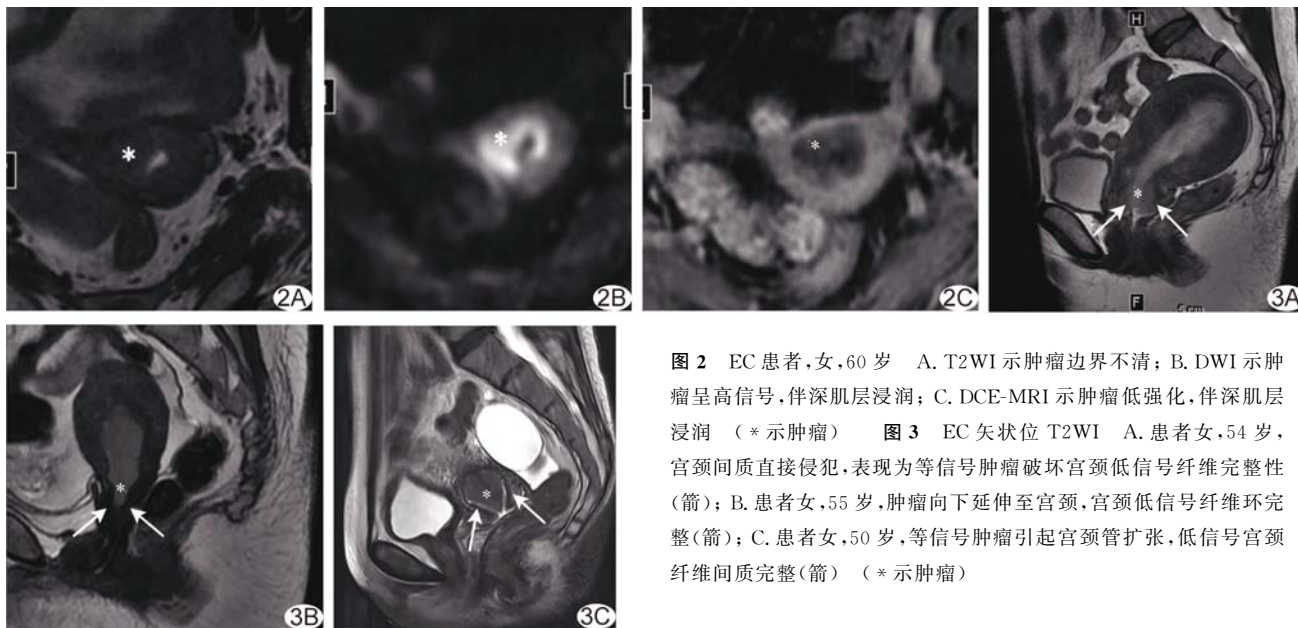 2A
2B
2C
H
F
3A
3B
3C
图 2 EC 患者,女,60 岁 A. T2WI 示肿瘤边界不清; B. DWI 示肿
瘤呈高信号,伴深肌层浸润; C. DCE-MRI 示肿瘤低强化,伴深肌层
浸润 (* 示肿瘤) 图 3 EC 矢状位 T2WI A. 患者女,54 岁,
宫颈间质直接侵犯,表现为等信号肿瘤破坏宫颈低信号纤维完整性
(箭); B. 患者女,55 岁,肿瘤向下延伸至宫颈,宫颈低信号纤维环完
整(箭); C. 患者女,50 岁,等信号肿瘤引起宫颈管扩张,低信号宫颈
纤维间质完整(箭) (* 示肿瘤)